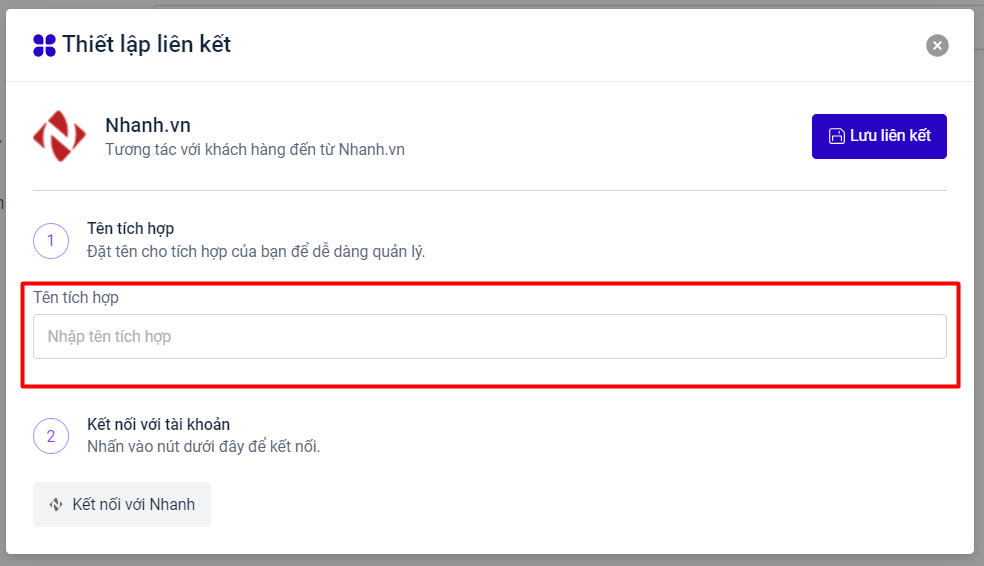 Thiết lập liên kết
Nhanh.vn
Tương tác với khách hàng đến từ Nhanh.vn
Lưu liên kết
1
Tên tích hợp
Đặt tên cho tích hợp của bạn để dễ dàng quản lý.
Tên tích hợp
Nhập tên tích hợp
2
Kết nối với tài khoản
Nhấn vào nút dưới đây để kết nối.
Kết nối với Nhanh